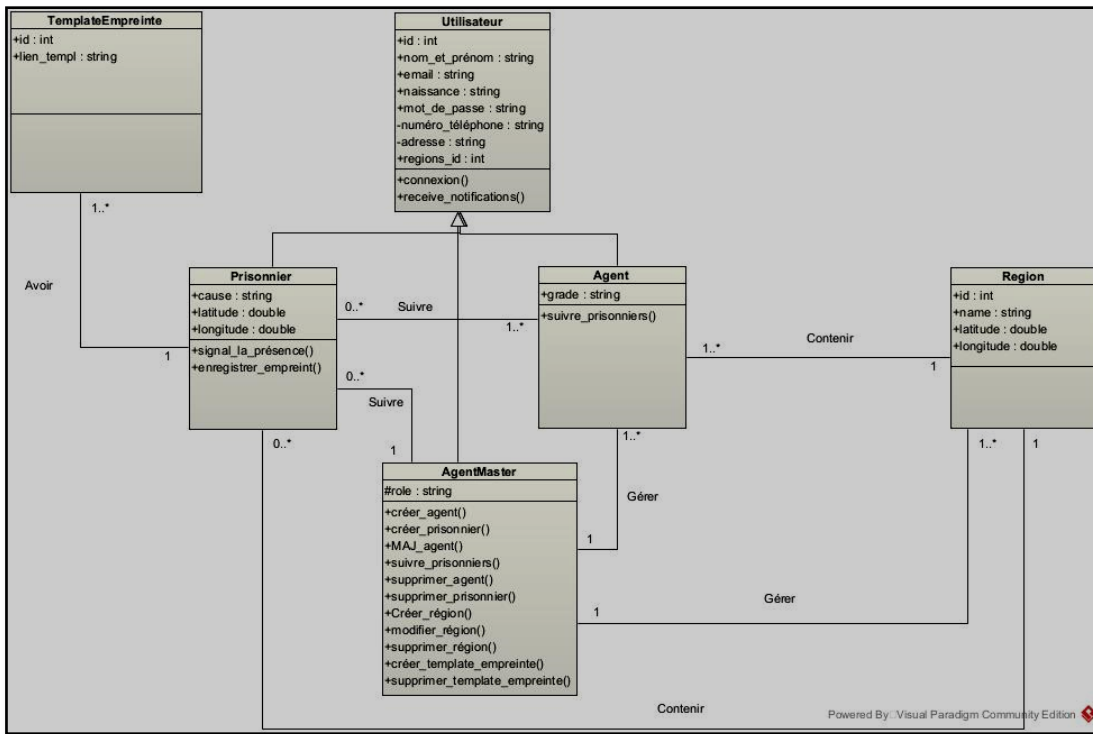 TemplateEmpreinte
+id : int
+lien_templ : string
Utilisateur
+id : int
+nom_et_prénom : string
+email : string
+naissance : string
+mot_de_passe : string
-numéro_téléphone : string
-adresse : string
+regions_id : int
+connexion()
+receive_notifications()
1..*
Avoir
1
Prisonnier
+cause : string
+latitude : double
+longitude : double
+signal_la_présence()
+enregistrer_empreint()
0..*
Suivre
1..*
Agent
+grade : string
+suivre_prisonniers()
1..*
Contenir
1
Region
+id : int
+name : string
+latitude : double
+longitude : double
0..*
Suivre
1
0..*
1..*
Gérer
1
1..*
1
AgentMaster
#role : string
+créer_agent()
+créer_prisonnier()
+MAJ_agent()
+suivre_prisonniers()
+supprimer_agent()
+supprimer_prisonnier()
+Créer_région()
+modifier_région()
+supprimer_région()
+créer_template_empreinte()
+supprimer_template_empreinte()
1
Gérer
Contenir
Powered By Visual Paradigm Community Edition